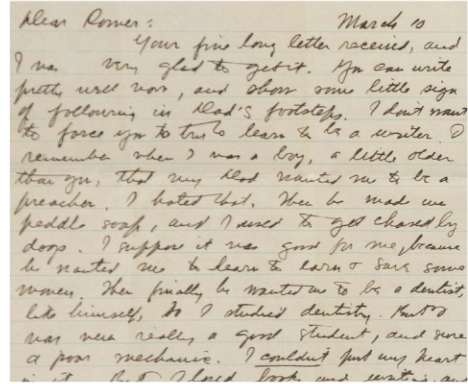 Dear Romer:	March 10
Your fine long letter received, and
I was very glad to get it. You can write
pretty well now, and show some little sign
of following in Dad's footsteps. I don't want
to force you to try to learn to be a writer. I
remember when I was a boy, a little older
than you, that my Dad wanted me to be a
preacher. I hated that. Then he made me
peddle soap, and I used to get chased by
dogs. I suppose it was good for me, because
he wanted me to learn to earn & save some
money. Then finally he wanted me to be a dentist,
like himself, so I studied dentistry. But I
was never really a good student, and sure
a poor mechanic. I couldn't put my heart
in it. But I loved books and writing, and